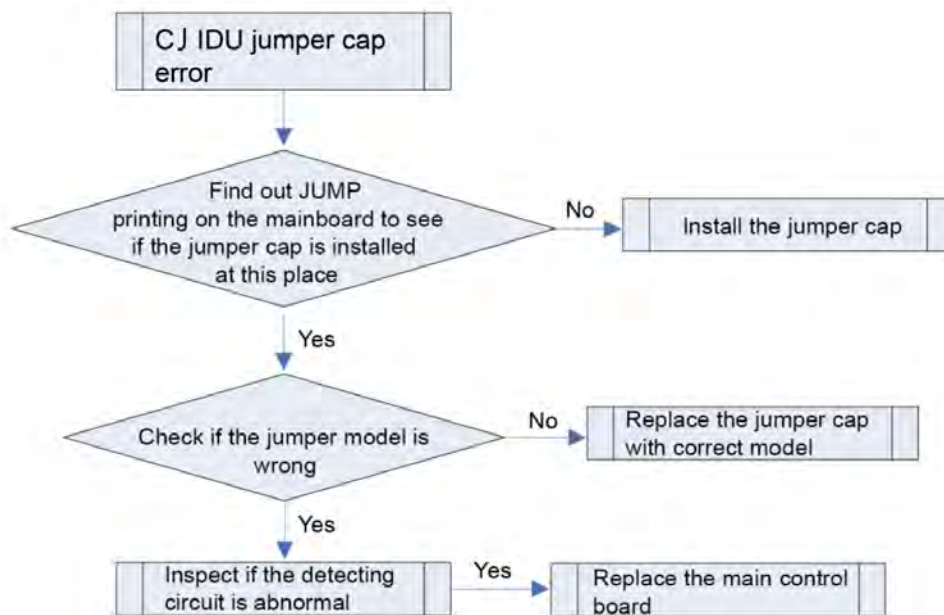 CJ IDU jumper cap
error
Find out JUMP
printing on the mainboard to see
if the jumper cap is installed
at this place
No
Install the jumper cap
Yes
Check if the jumper model is
wrong
No
Replace the jumper cap
with correct model
Yes
Inspect if the detecting
circuit is abnormal
Yes
Replace the main control
board